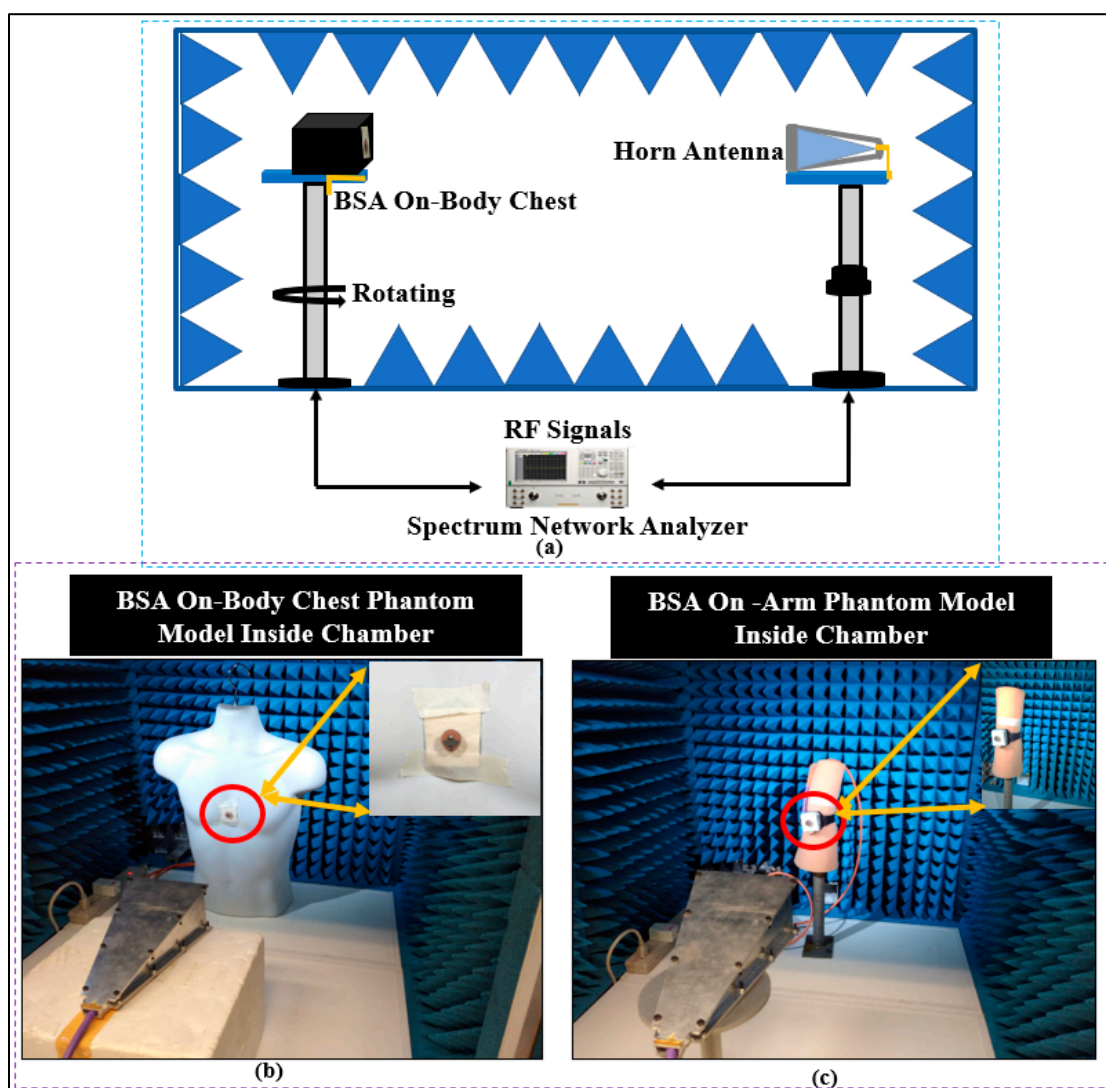 Horn Antenna
BSA On-Body Chest
Rotating
RF Signals
Spectrum Network Analyzer
(a)
BSA On-Body Chest Phantom
Model Inside Chamber
BSA On -Arm Phantom Model
Inside Chamber
(b)
(c)